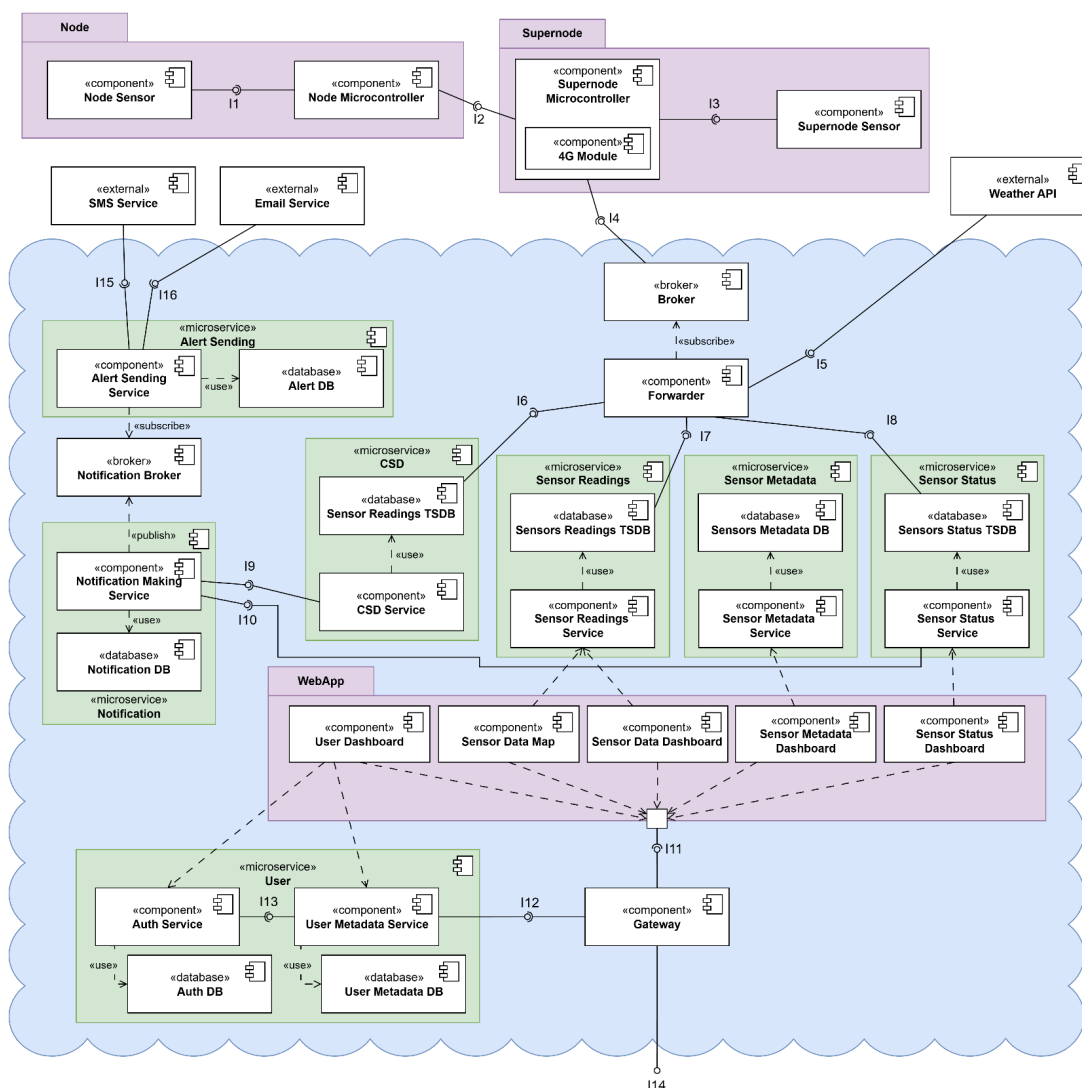 Node
«component»
Node Sensor
I1
«component»
Node Microcontroller
I2
Supernode
«component»
Supernode
Microcontroller
«component»
4G Module
I3
«component»
Supernode Sensor
«external»
SMS Service
«external»
Email Service
I4
«external»
Weather API
I15
I16
«broker»
Broker
«subscribe»
«microservice»
Alert Sending
«component»
Alert Sending
Service
«use»
«database»
Alert DB
«subscribe»
«component»
Forwarder
I5
I6
I7
I8
«broker»
Notification Broker
«publish»
«microservice»
CSD
«database»
Sensor Readings TSDB
«use»
«component»
CSD Service
«microservice»
Sensor Readings
«database»
Sensors Readings TSDB
«use»
«component»
Sensor Readings
Service
«microservice»
Sensor Metadata
«database»
Sensors Metadata DB
«use»
«component»
Sensor Metadata
Service
«microservice»
Sensor Status
«database»
Sensors Status TSDB
«use»
«component»
Sensor Status
Service
«component»
Notification Making
Service
«use»
«database»
Notification DB
«microservice»
Notification
I9
I10
WebApp
«component»
User Dashboard
«component»
Sensor Data Map
«component»
Sensor Data Dashboard
«component»
Sensor Metadata
Dashboard
«component»
Sensor Status
Dashboard
I11
«microservice»
User
«component»
Auth Service
I13
«component»
User Metadata Service
I12
«component»
Gateway
«use»
«database»
Auth DB
«use»
«database»
User Metadata DB
I14